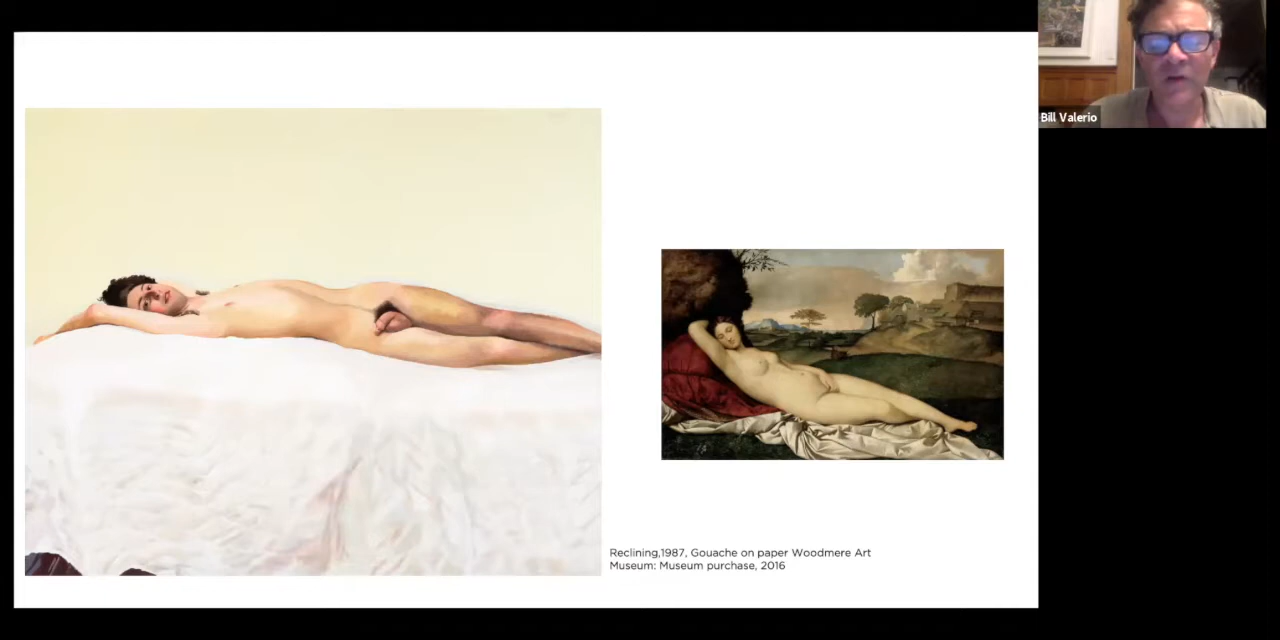 Bill Valerio
Reclining,1987, Gouache on paper Woodmere Art
Museum: Museum purchase, 2016